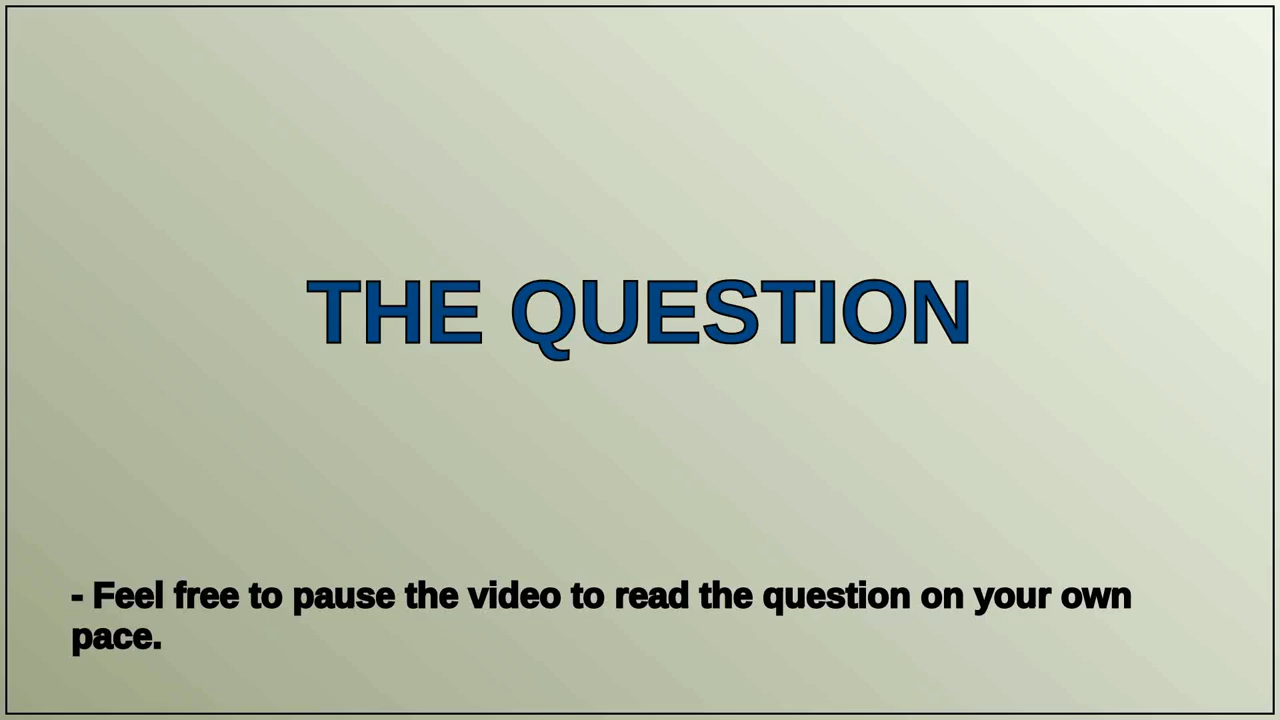 THE QUESTION
- Feel free to pause the video to read the question on your own
pace.